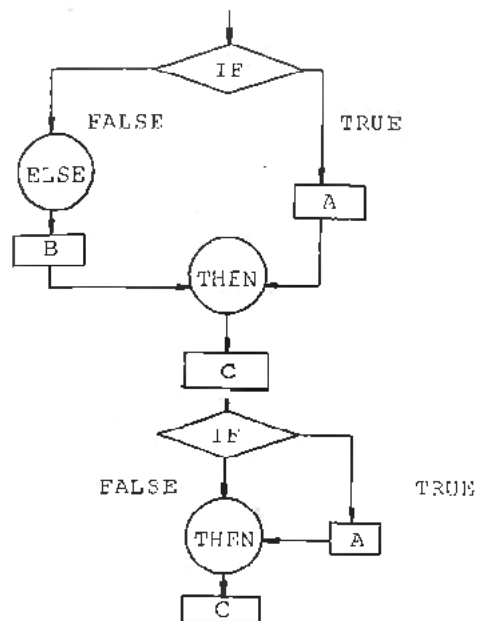 IF
FALSE
TRUE
ELSE
A
B
THEN
C
IF
FALSE
TRUE
THEN
A
C